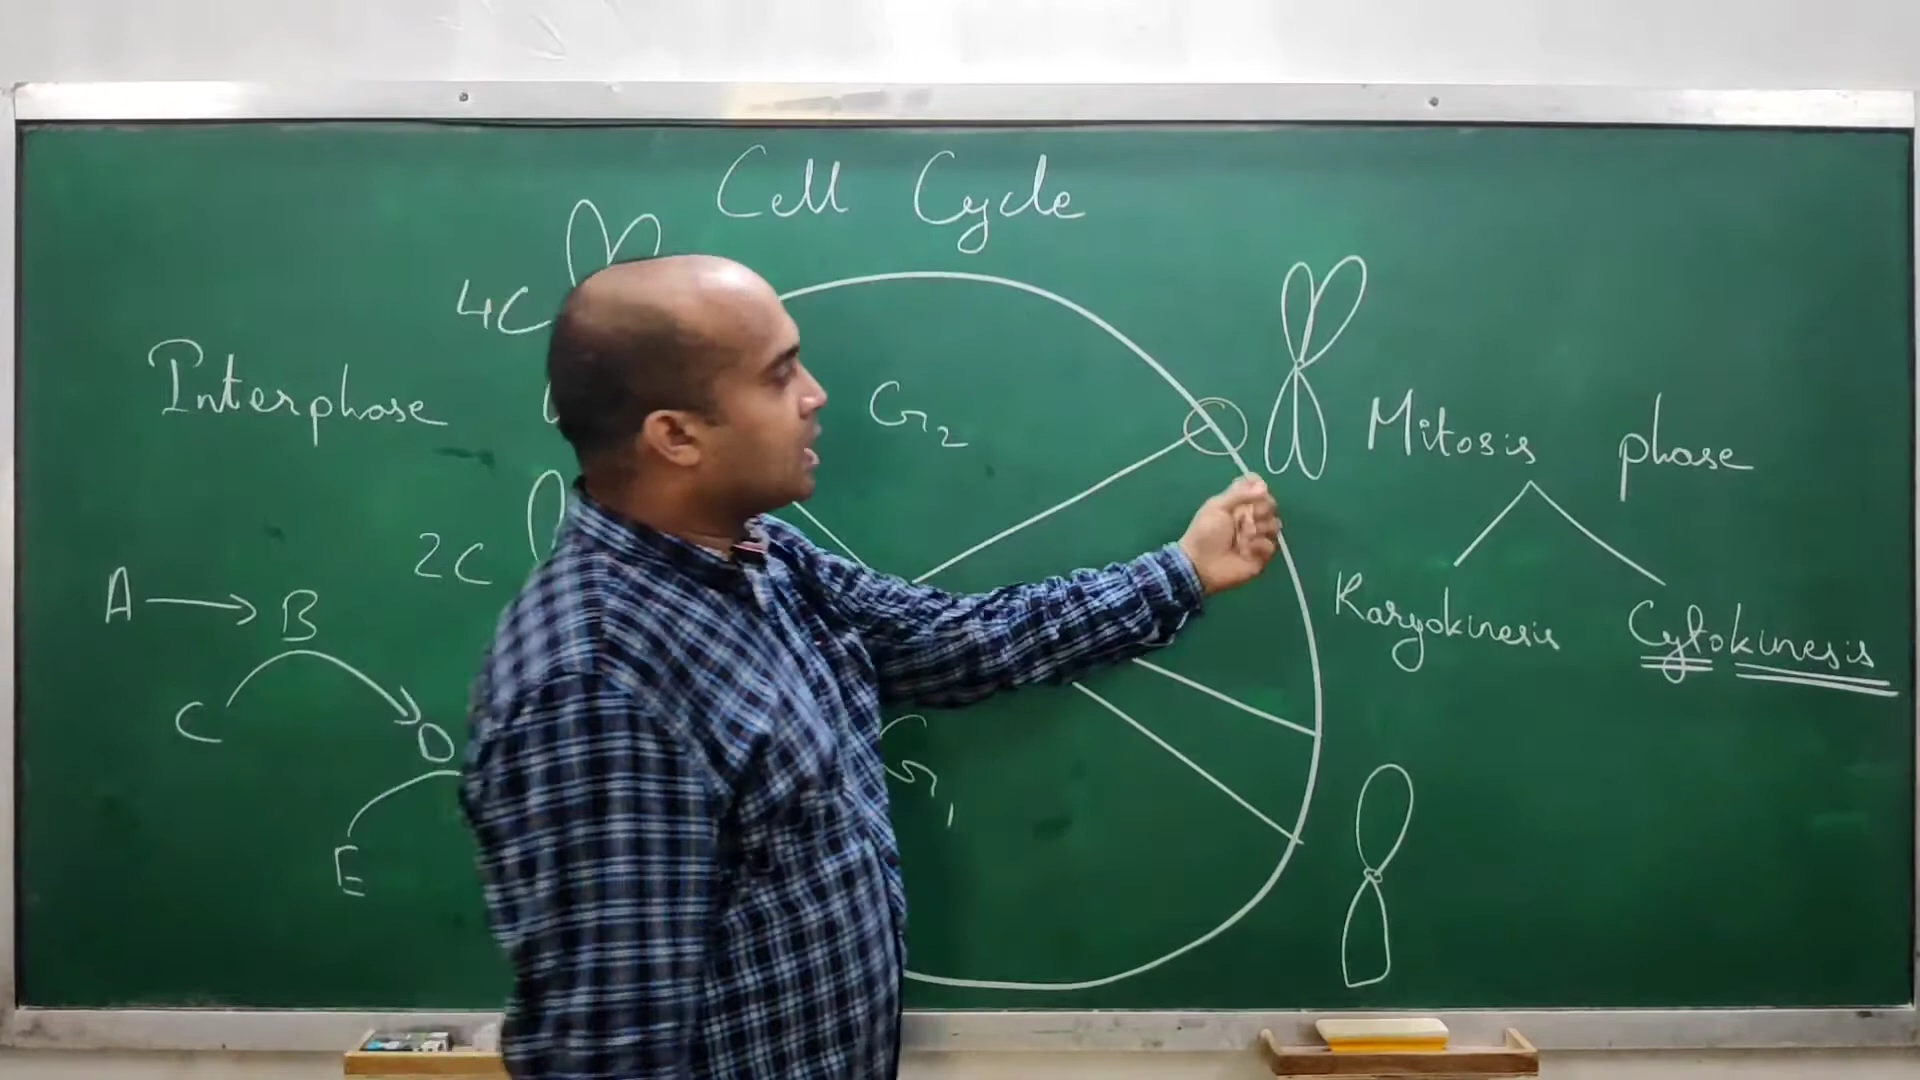 Cell Cycle
4C
Interphase
G2
Mitosis phase
2C
A → B
Karyokinesis Cytokinesis
C
D
G1
E